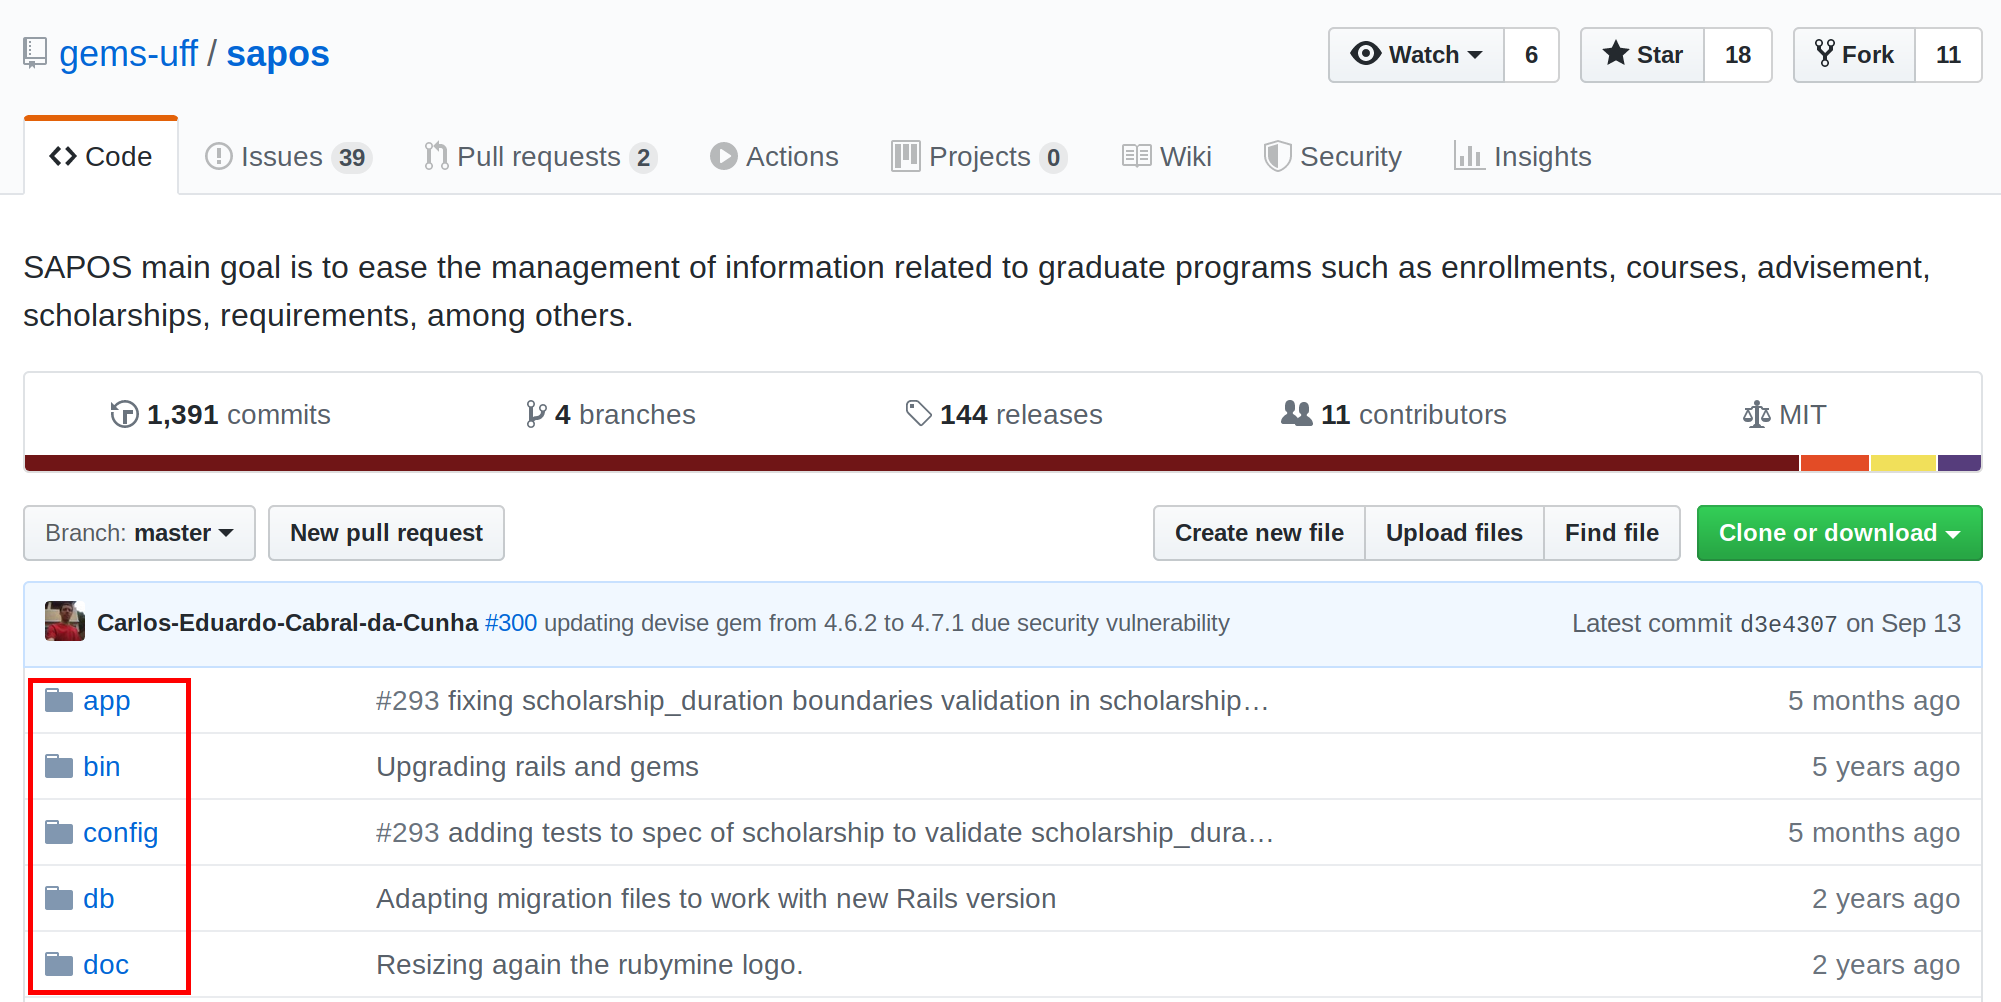 gems-uff / sapos Watch 6 Star 18 Fork 11
Code Issues 39 Pull requests 2 Actions Projects 0 Wiki Security Insights
SAPOS main goal is to ease the management of information related to graduate programs such as enrollments, courses, advisement,
scholarships, requirements, among others.
1,391 commits 4 branches 144 releases 11 contributors MIT
Branch: master New pull request Create new file Upload files Find file Clone or download
Carlos-Eduardo-Cabral-da-Cunha #300 updating devise gem from 4.6.2 to 4.7.1 due security vulnerability Latest commit d3e4307 on Sep 13
app #293 fixing scholarship_duration boundaries validation in scholarship… 5 months ago
bin Upgrading rails and gems 5 years ago
config #293 adding tests to spec of scholarship to validate scholarship_dura… 5 months ago
db Adapting migration files to work with new Rails version 2 years ago
doc Resizing again the rubymine logo. 2 years ago